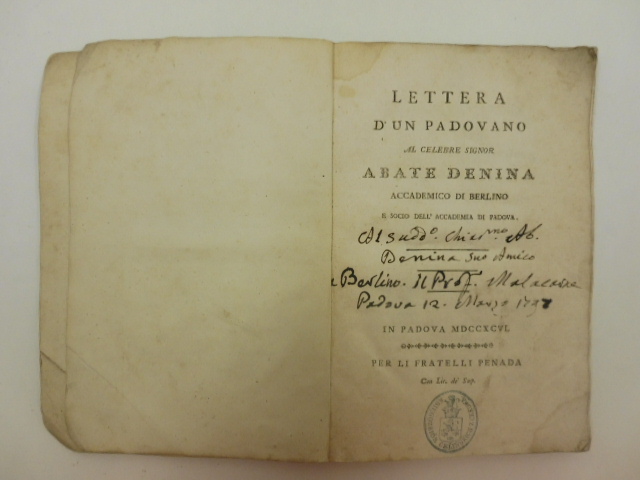 LETTERA
D'UN PADOVANO
AL CELEBRE SIGNOR
ABATE DENINA
ACCADEMICO DI BERLINO
E SOCIO DELL' ACCADEMIA DI PADOVA.
Al sudd.o Chiar.mo Ab.
Denina suo Amico
a Berlino. Il Prof. Malacarne
Padova 12. Marzo 1797
IN PADOVA MDCCXCVI.
PER LI FRATELLI PENADA
Con Lic. de' Sup.